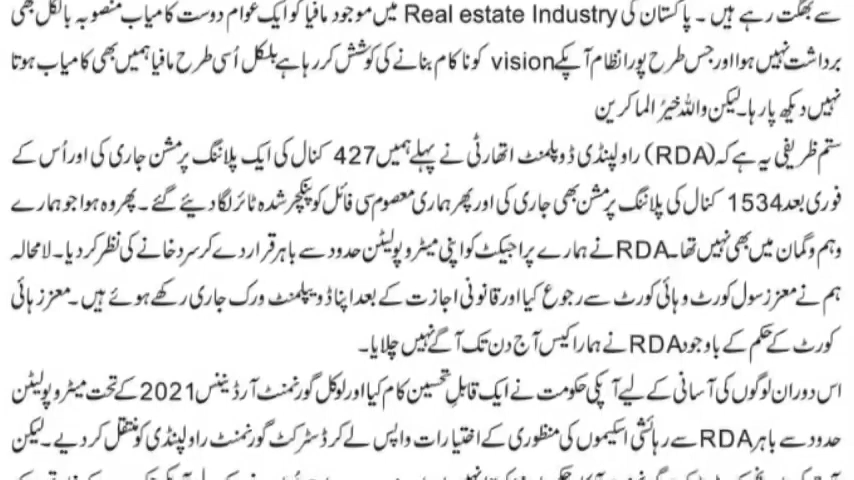 سے بھگت رہے ہیں ۔ پاکستان کی Real estate Industry میں موجود مافیا کو ایک عوام دوست کامیاب منصوبہ بالکل بھی
برداشت نہیں ہوا اور جس طرح پورا نظام آپکے vision کو ناکام بنانے کی کوشش کر رہا ہے بلکل اُسی طرح مافیا ہمیں بھی کامیاب ہوتا
نہیں دیکھ پا رہا۔ لیکن واللہ خیرُ الماکرین
ستم ظریفی یہ ہے کہ (RDA) راولپنڈی ڈویلپمنٹ اتھارٹی نے پہلے ہمیں 427 کنال کی ایک پلاننگ پرمشن جاری کی اور اُس کے
فوری بعد 1534 کنال کی پلاننگ پرمشن بھی جاری کی اور پھر ہماری معصوم سی فائل کو پنکچر شدہ ٹائر لگا دیئے گئے ۔ پھر وہ ہوا جو ہمارے
وہم و گمان میں بھی نہیں تھا۔ RDA نے ہمارے پراجیکٹ کو اپنی میٹروپولیٹن حدود سے باہر قرار دے کر سرد خانے کی نظر کر دیا۔ لامحالہ
ہم نے معزز سول کورٹ و ہائی کورٹ سے رجوع کیا اور قانونی اجازت کے بعد اپنا ڈویپلمنٹ ورک جاری رکھے ہوئے ہیں ۔ معزز ہائی
کورٹ کے حکم کے باوجود RDA نے ہمارا کیس آج دن تک آگے نہیں چلایا۔
اس دوران لوگوں کی آسانی کے لیے آپکی حکومت نے ایک قابلِ تحسین کام کیا اور لوکل گورنمنٹ آرڈیننس 2021 کے تحت میٹروپولیٹن
حدود سے باہر RDA سے رہائشی اسکیموں کی منظوری کے اختیارات واپس لے کر ڈسٹرکٹ گورنمنٹ راولپنڈی کو منتقل کر دیے ۔ لیکن